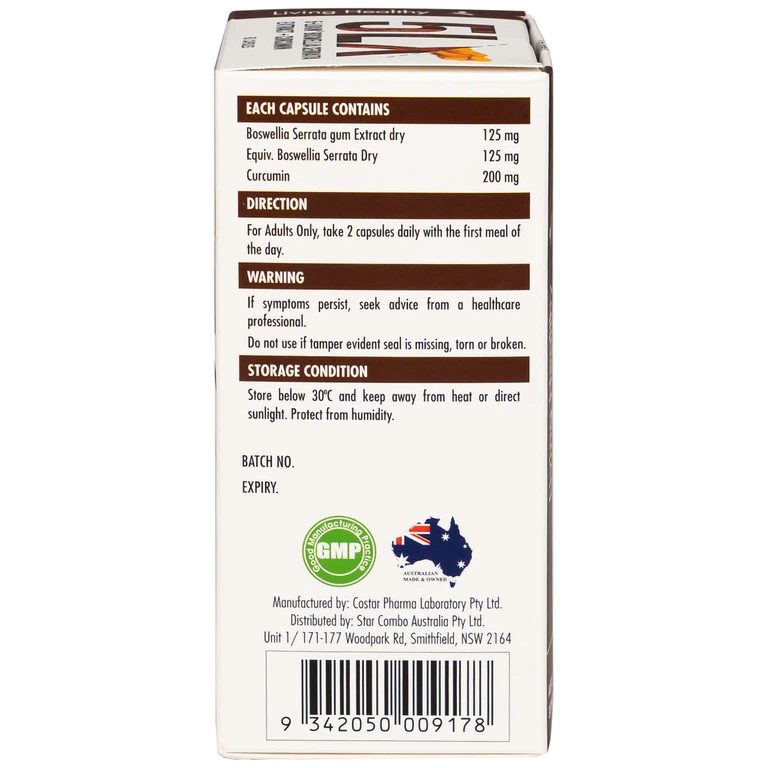 Living Healthy
5LX
EACH CAPSULE CONTAINS
Boswellia Serrata gum Extract dry 125 mg
Equiv. Boswellia Serrata Dry 125 mg
Curcumin 200 mg
DIRECTION
For Adults Only, take 2 capsules daily with the first meal of
the day.
WARNING
If symptoms persist, seek advice from a healthcare
professional.
Do not use if tamper evident seal is missing, torn or broken.
STORAGE CONDITION
Store below 30°C and keep away from heat or direct
sunlight. Protect from humidity.
BATCH NO.
EXPIRY.
Good Manufacturing Practice
GMP
AUSTRALIAN
MADE & OWNED
Manufactured by: Costar Pharma Laboratory Pty Ltd.
Distributed by: Star Combo Australia Pty Ltd.
Unit 1/ 171-177 Woodpark Rd, Smithfield, NSW 2164
9 342050 009178